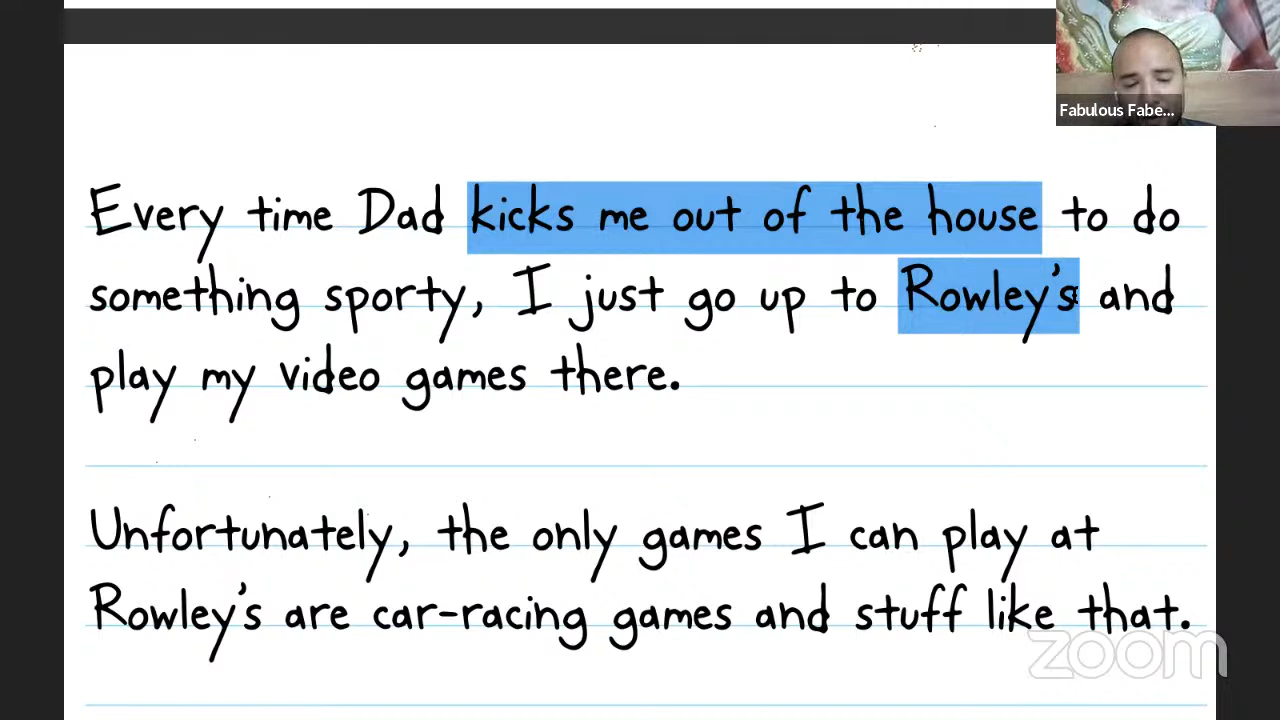 Fabulous Fabe...
Every time Dad kicks me out of the house to do
something sporty, I just go up to Rowley's and
play my video games there.
Unfortunately, the only games I can play at
Rowley's are car-racing games and stuff like that.
zoom